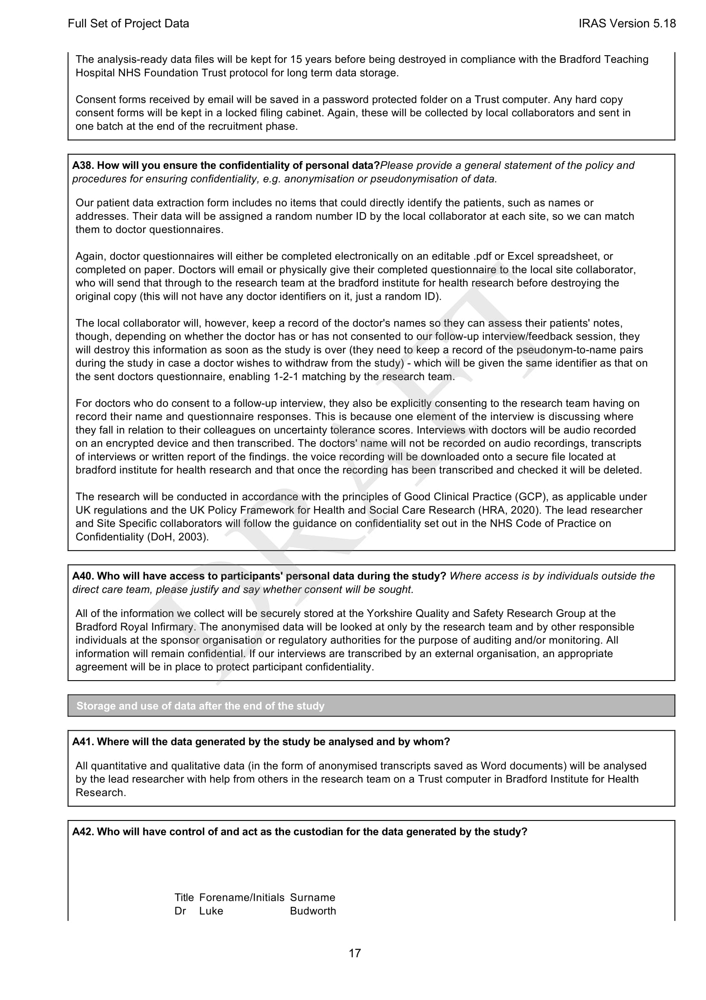 Full Set of Project Data IRAS Version 5.18
The analysis-ready data files will be kept for 15 years before being destroyed in compliance with the Bradford Teaching
Hospital NHS Foundation Trust protocol for long term data storage.
Consent forms received by email will be saved in a password protected folder on a Trust computer. Any hard copy
consent forms will be kept in a locked filing cabinet. Again, these will be collected by local collaborators and sent in
one batch at the end of the recruitment phase.
A38. How will you ensure the confidentiality of personal data?Please provide a general statement of the policy and
procedures for ensuring confidentiality, e.g. anonymisation or pseudonymisation of data.
Our patient data extraction form includes no items that could directly identify the patients, such as names or
addresses. Their data will be assigned a random number ID by the local collaborator at each site, so we can match
them to doctor questionnaires.
Again, doctor questionnaires will either be completed electronically on an editable .pdf or Excel spreadsheet, or
completed on paper. Doctors will email or physically give their completed questionnaire to the local site collaborator,
who will send that through to the research team at the bradford institute for health research before destroying the
original copy (this will not have any doctor identifiers on it, just a random ID).
The local collaborator will, however, keep a record of the doctor's names so they can assess their patients' notes,
though, depending on whether the doctor has or has not consented to our follow-up interview/feedback session, they
will destroy this information as soon as the study is over (they need to keep a record of the pseudonym-to-name pairs
during the study in case a doctor wishes to withdraw from the study) - which will be given the same identifier as that on
the sent doctors questionnaire, enabling 1-2-1 matching by the research team.
For doctors who do consent to a follow-up interview, they also be explicitly consenting to the research team having on
record their name and questionnaire responses. This is because one element of the interview is discussing where
they fall in relation to their colleagues on uncertainty tolerance scores. Interviews with doctors will be audio recorded
on an encrypted device and then transcribed. The doctors' name will not be recorded on audio recordings, transcripts
of interviews or written report of the findings. the voice recording will be downloaded onto a secure file located at
bradford institute for health research and that once the recording has been transcribed and checked it will be deleted.
The research will be conducted in accordance with the principles of Good Clinical Practice (GCP), as applicable under
UK regulations and the UK Policy Framework for Health and Social Care Research (HRA, 2020). The lead researcher
and Site Specific collaborators will follow the guidance on confidentiality set out in the NHS Code of Practice on
Confidentiality (DoH, 2003).
A40. Who will have access to participants' personal data during the study? Where access is by individuals outside the
direct care team, please justify and say whether consent will be sought.
All of the information we collect will be securely stored at the Yorkshire Quality and Safety Research Group at the
Bradford Royal Infirmary. The anonymised data will be looked at only by the research team and by other responsible
individuals at the sponsor organisation or regulatory authorities for the purpose of auditing and/or monitoring. All
information will remain confidential. If our interviews are transcribed by an external organisation, an appropriate
agreement will be in place to protect participant confidentiality.
Storage and use of data after the end of the study
A41. Where will the data generated by the study be analysed and by whom?
All quantitative and qualitative data (in the form of anonymised transcripts saved as Word documents) will be analysed
by the lead researcher with help from others in the research team on a Trust computer in Bradford Institute for Health
Research.
A42. Who will have control of and act as the custodian for the data generated by the study?
Title Forename/Initials Surname
Dr Luke Budworth
17
DRAFT